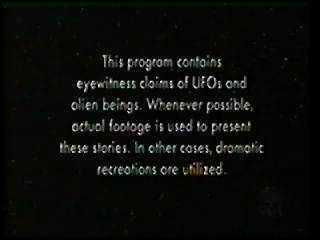 This program contains
eyewitness claims of UFOs and
alien beings. Whenever possible,
actual footage is used to present
these stories. In other cases, dramatic
recreations are utilized.